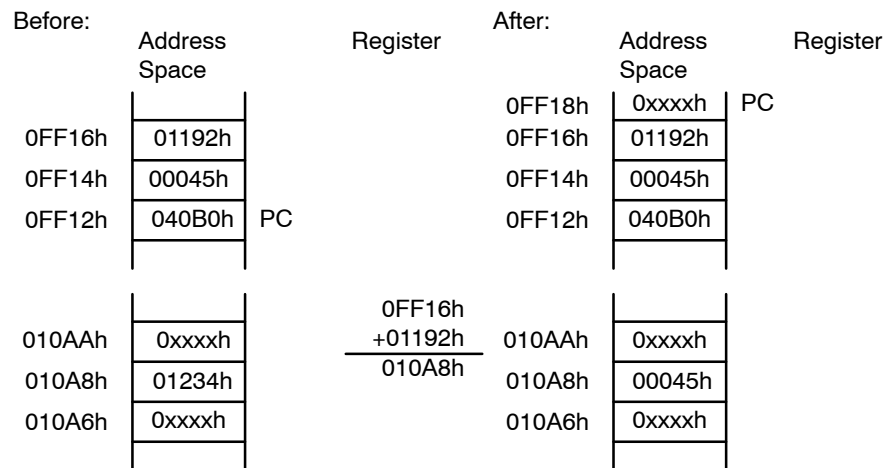 Before:
Address
Space
Register
0FF16h 01192h
0FF14h 00045h
0FF12h 040B0h PC
010AAh 0xxxxh
010A8h 01234h
010A6h 0xxxxh
0FF16h
+01192h
010A8h
After:
Address
Space
Register
0FF18h 0xxxxh PC
0FF16h 01192h
0FF14h 00045h
0FF12h 040B0h
010AAh 0xxxxh
010A8h 00045h
010A6h 0xxxxh